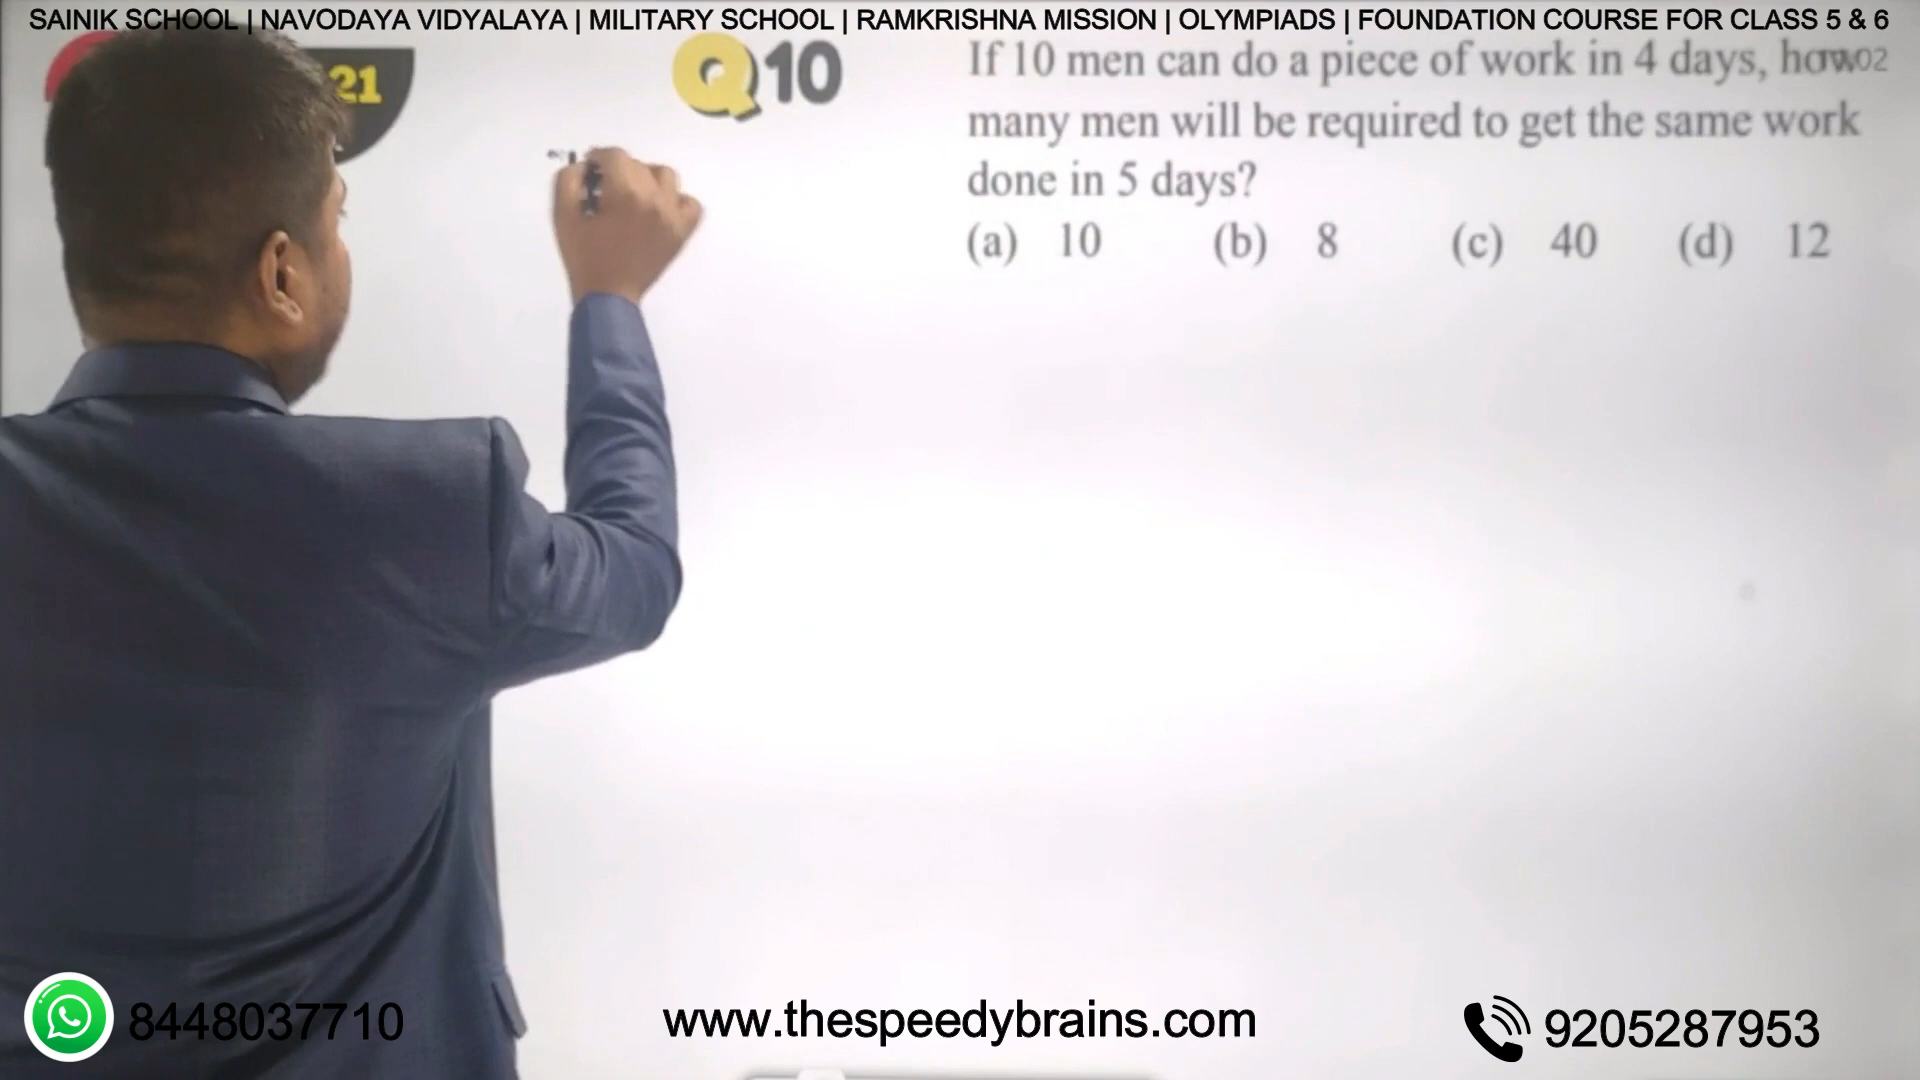 SAINIK SCHOOL | NAVODAYA VIDYALAYA | MILITARY SCHOOL | RAMKRISHNA MISSION | OLYMPIADS | FOUNDATION COURSE FOR CLASS 5 & 6
21
Q10
If 10 men can do a piece of work in 4 days, how
many men will be required to get the same work
done in 5 days?
(a) 10 (b) 8 (c) 40 (d) 12
8448037710
www.thespeedybrains.com
9205287953